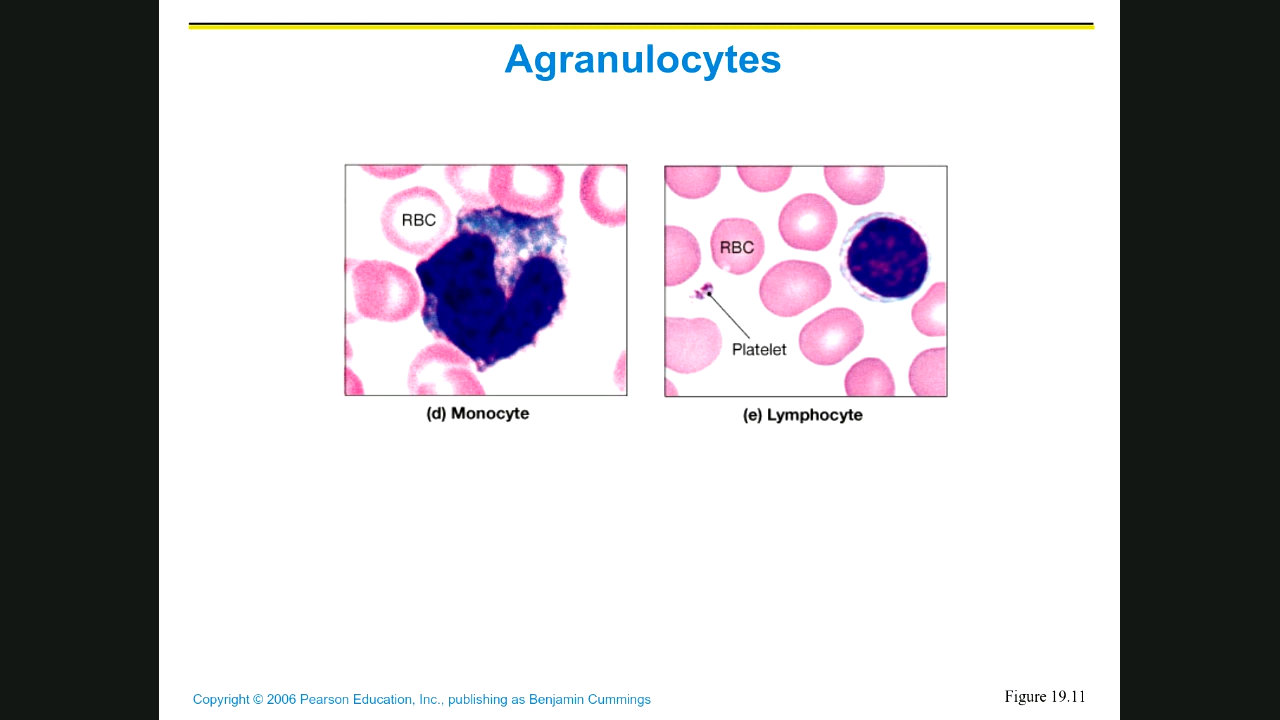 Agranulocytes
RBC
RBC
Platelet
(d) Monocyte
(e) Lymphocyte
Copyright © 2006 Pearson Education, Inc., publishing as Benjamin Cummings
Figure 19.11